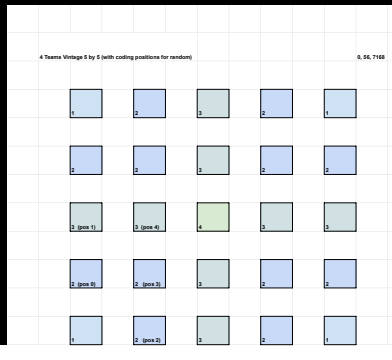 4 Teams Vintage 5 by 5 (with coding positions for random) 0, 56, 7168
1 2 3 2 1
2 2 3 2 2
3 (pos 1) 3 (pos 4) 4 3 3
2 (pos 0) 2 (pos 3) 3 2 2
1 2 (pos 2) 3 2 1